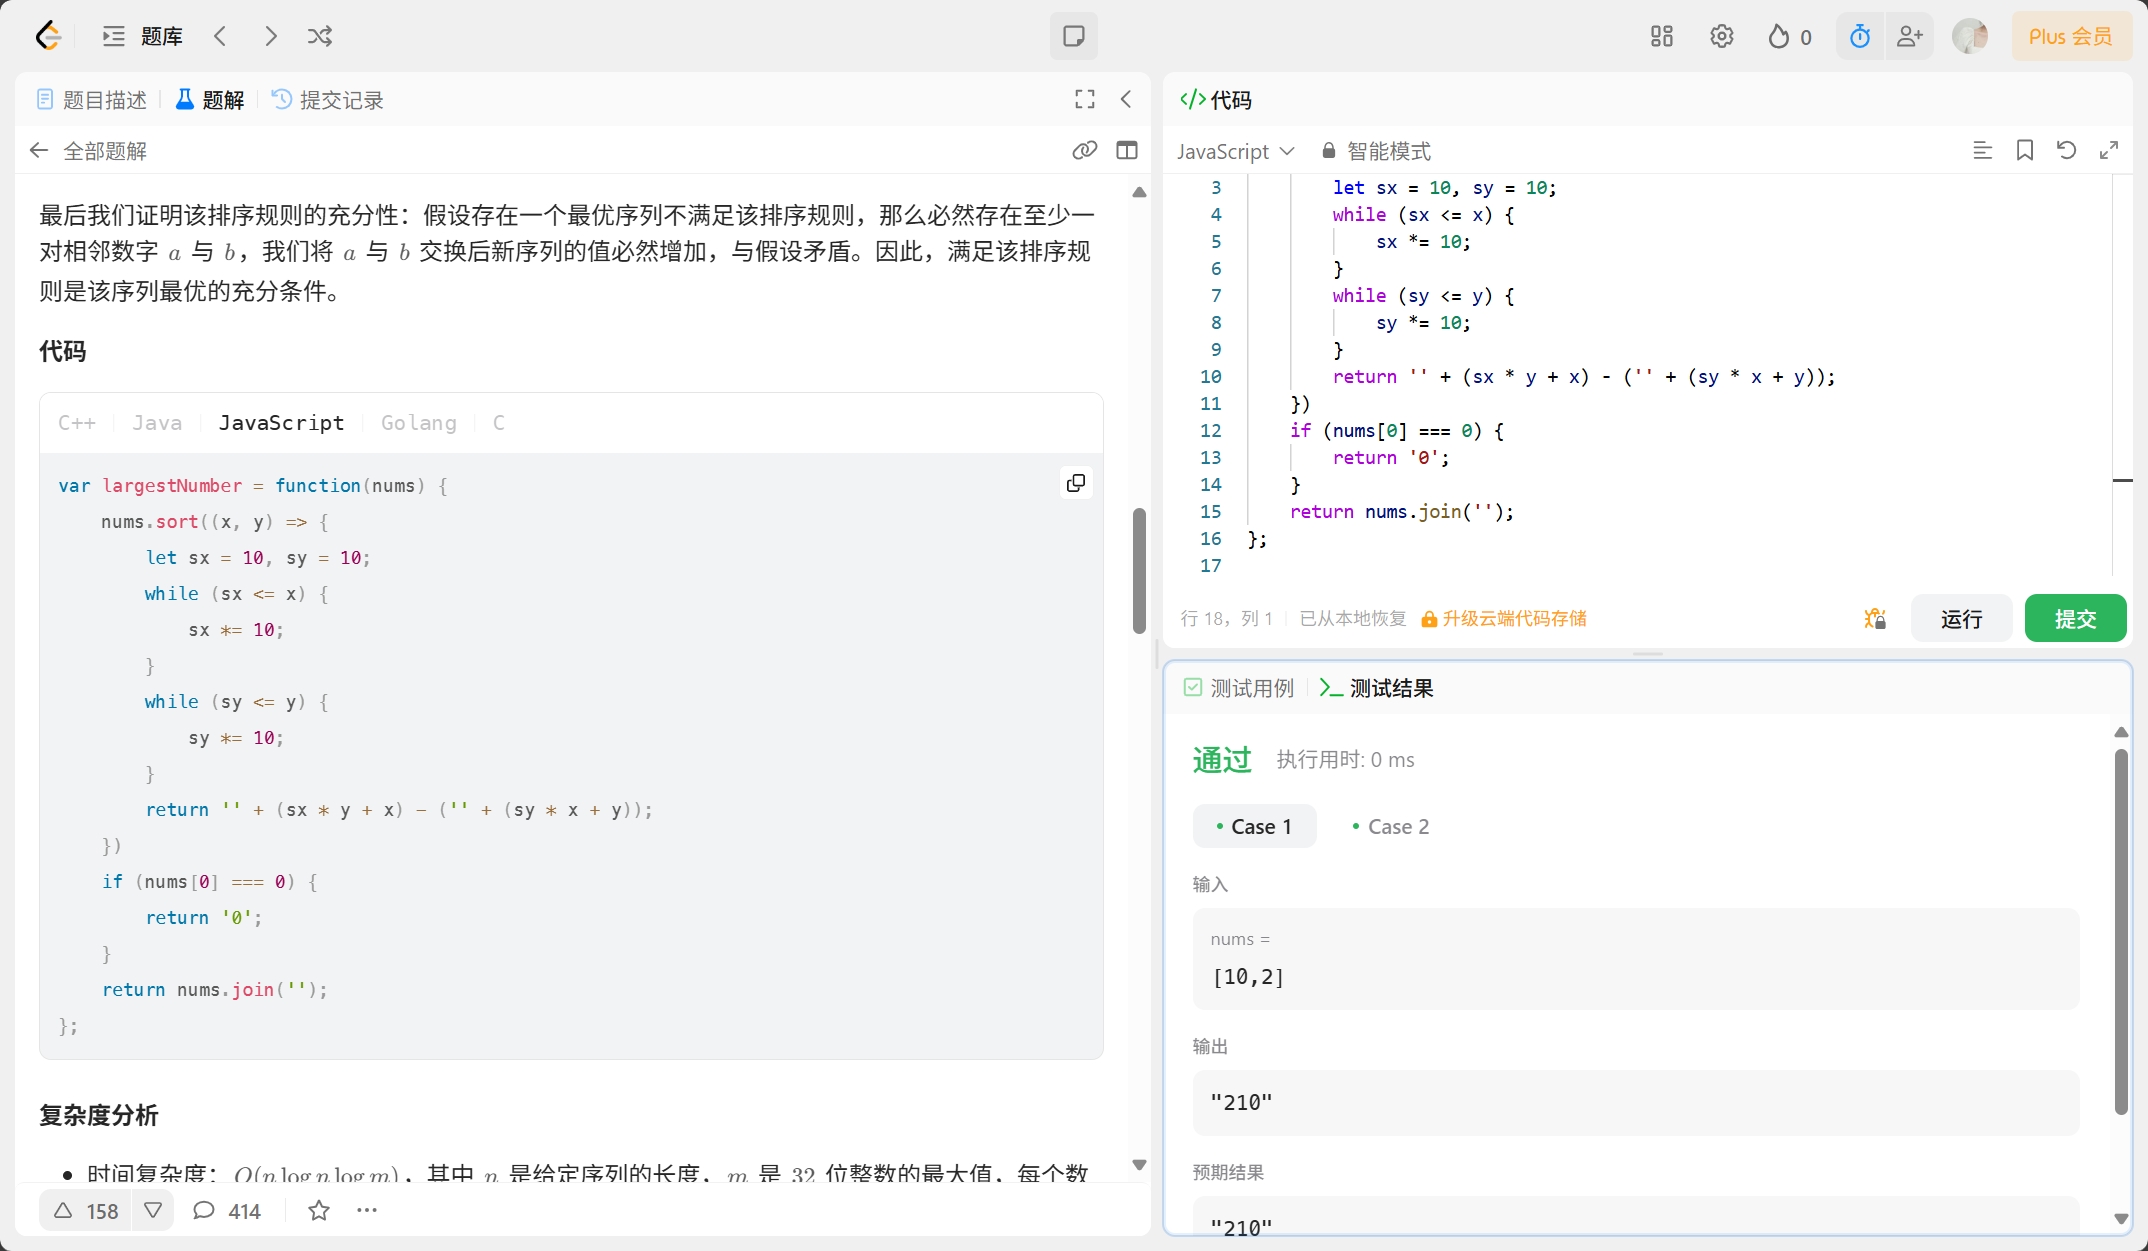 题库
0
Plus 会员
题目描述
题解
提交记录
全部题解
最后我们证明该排序规则的充分性：假设存在一个最优序列不满足该排序规则，那么必然存在至少一
对相邻数字 a 与 b，我们将 a 与 b 交换后新序列的值必然增加，与假设矛盾。因此，满足该排序规
则是该序列最优的充分条件。
代码
C++ Java JavaScript Golang C
var largestNumber = function(nums) {
    nums.sort((x, y) => {
        let sx = 10, sy = 10;
        while (sx <= x) {
            sx *= 10;
        }
        while (sy <= y) {
            sy *= 10;
        }
        return '' + (sx * y + x) - ('' + (sy * x + y));
    })
    if (nums[0] === 0) {
        return '0';
    }
    return nums.join('');
};
复杂度分析
• 时间复杂度：O(n log n log m)，其中 n 是给定序列的长度，m 是 32 位整数的最大值，每个数
158
414
</>代码
JavaScript
智能模式
3 let sx = 10, sy = 10;
4 while (sx <= x) {
5 sx *= 10;
6 }
7 while (sy <= y) {
8 sy *= 10;
9 }
10 return '' + (sx * y + x) - ('' + (sy * x + y));
11 })
12 if (nums[0] === 0) {
13 return '0';
14 }
15 return nums.join('');
16 };
17
行 18，列 1
已从本地恢复
升级云端代码存储
运行
提交
测试用例
测试结果
通过
执行用时: 0 ms
• Case 1
• Case 2
输入
nums =
[10,2]
输出
"210"
预期结果
"210"